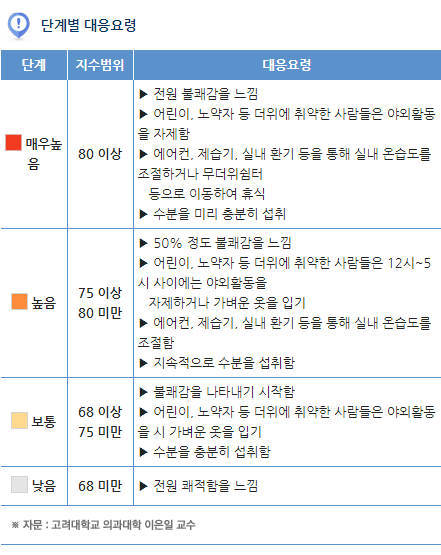 단계별 대응요령
단계 지수범위 대응요령
매우높
음
80 이상
▶ 전원 불쾌감을 느낌
▶ 어린이, 노약자 등 더위에 취약한 사람들은 야외활동
을 자제함
▶ 에어컨, 제습기, 실내 환기 등을 통해 실내 온습도를
조절하거나 무더위쉼터
등으로 이동하여 휴식
▶ 수분을 미리 충분히 섭취
높음
75 이상
80 미만
▶ 50% 정도 불쾌감을 느낌
▶ 어린이, 노약자 등 더위에 취약한 사람들은 12시~5
시 사이에는 야외활동을
자제하거나 가벼운 옷을 입기
▶ 에어컨, 제습기, 실내 환기 등을 통해 실내 온습도를
조절함
▶ 지속적으로 수분을 섭취함
보통
68 이상
75 미만
▶ 불쾌감을 나타내기 시작함
▶ 어린이, 노약자 등 더위에 취약한 사람들은 야외활동
을 시 가벼운 옷을 입기
▶ 수분을 충분히 섭취함
낮음
68 미만
▶ 전원 쾌적함을 느낌
※ 자문 : 고려대학교 의과대학 이은일 교수